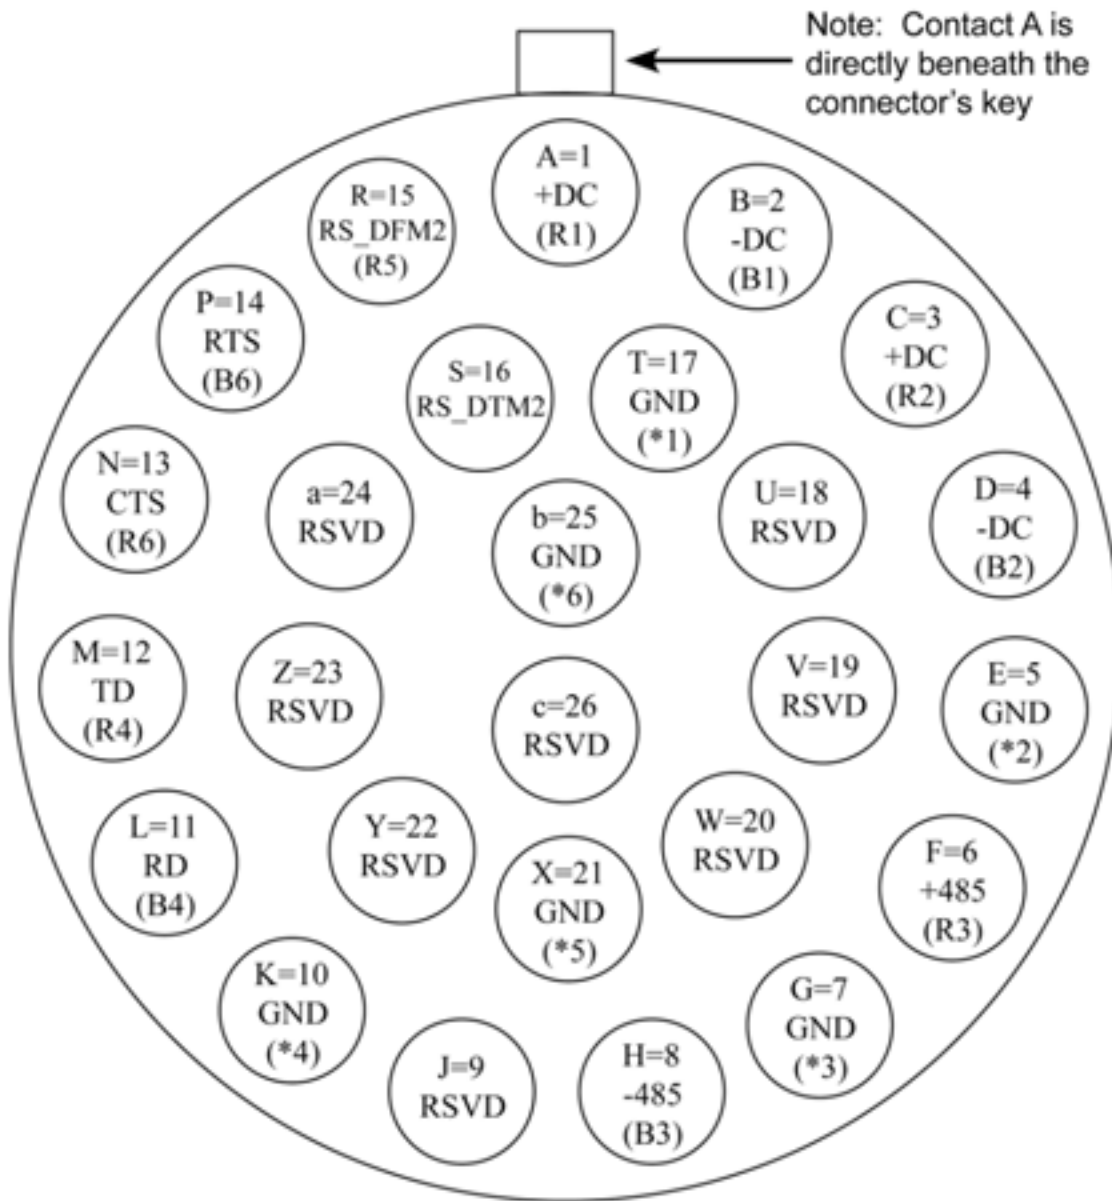 Note: Contact A is
directly beneath the
connector's key
A=1
+DC
(R1)
B=2
-DC
(B1)
C=3
+DC
(R2)
D=4
-DC
(B2)
E=5
GND
(*2)
F=6
+485
(R3)
G=7
GND
(*3)
H=8
-485
(B3)
J=9
RSVD
K=10
GND
(*4)
L=11
RD
(B4)
M=12
TD
(R4)
N=13
CTS
(R6)
P=14
RTS
(B6)
R=15
RS_DFM2
(R5)
S=16
RS_DTM2
T=17
GND
(*1)
U=18
RSVD
V=19
RSVD
W=20
RSVD
X=21
GND
(*5)
Y=22
RSVD
Z=23
RSVD
a=24
RSVD
b=25
GND
(*6)
c=26
RSVD